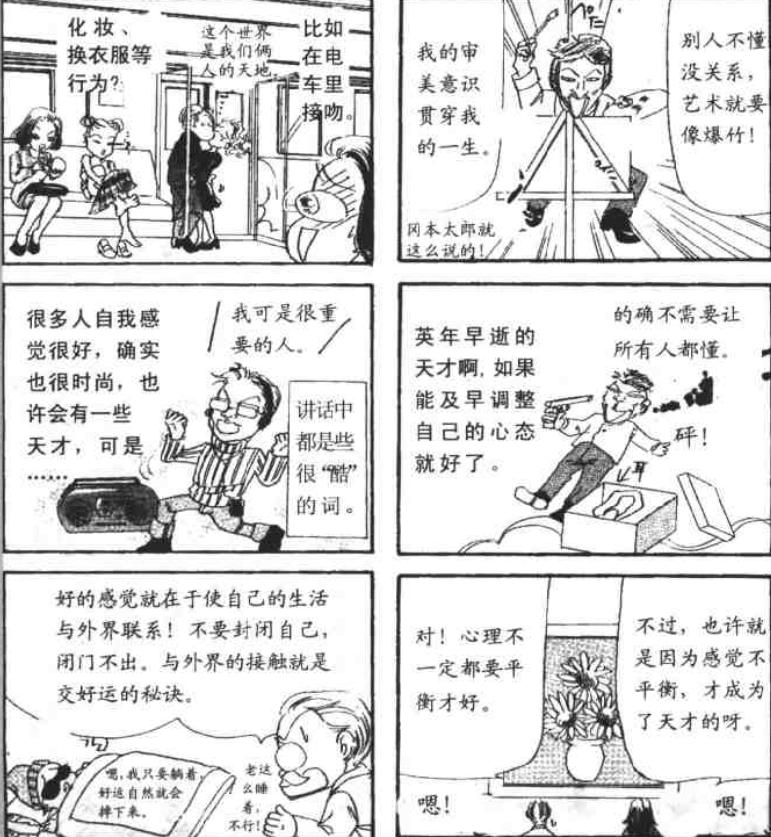 化妆、
换衣服等
行为?
这个世界
是我们俩
人的天地。
比如
在电
车里
接吻。
很多人自我感
觉很好，确实
也很时尚，也
许会有一些
天才，可是
……
我可是很重
要的人。
讲话中
都是些
很“酷”
的词。
好的感觉就在于使自己的生活
与外界联系！不要封闭自己，
闭门不出。与外界的接触就是
交好运的秘诀。
嗯，我只要躺着，
好运自然就会
掉下来。
老这
么睡
着，
不行！
我的审
美意识
贯穿我
的一生。
别人不懂
没关系，
艺术就要
像爆竹！
冈本太郎就
这么说的！
英年早逝的
天才啊，如果
能及早调整
自己的心态
就好了。
的确不需要让
所有人都懂。
砰！
耳
对！心理不
一定都要平
衡才好。
不过，也许就
是因为感觉不
平衡，才成为
了天才的呀。
嗯！
嗯！